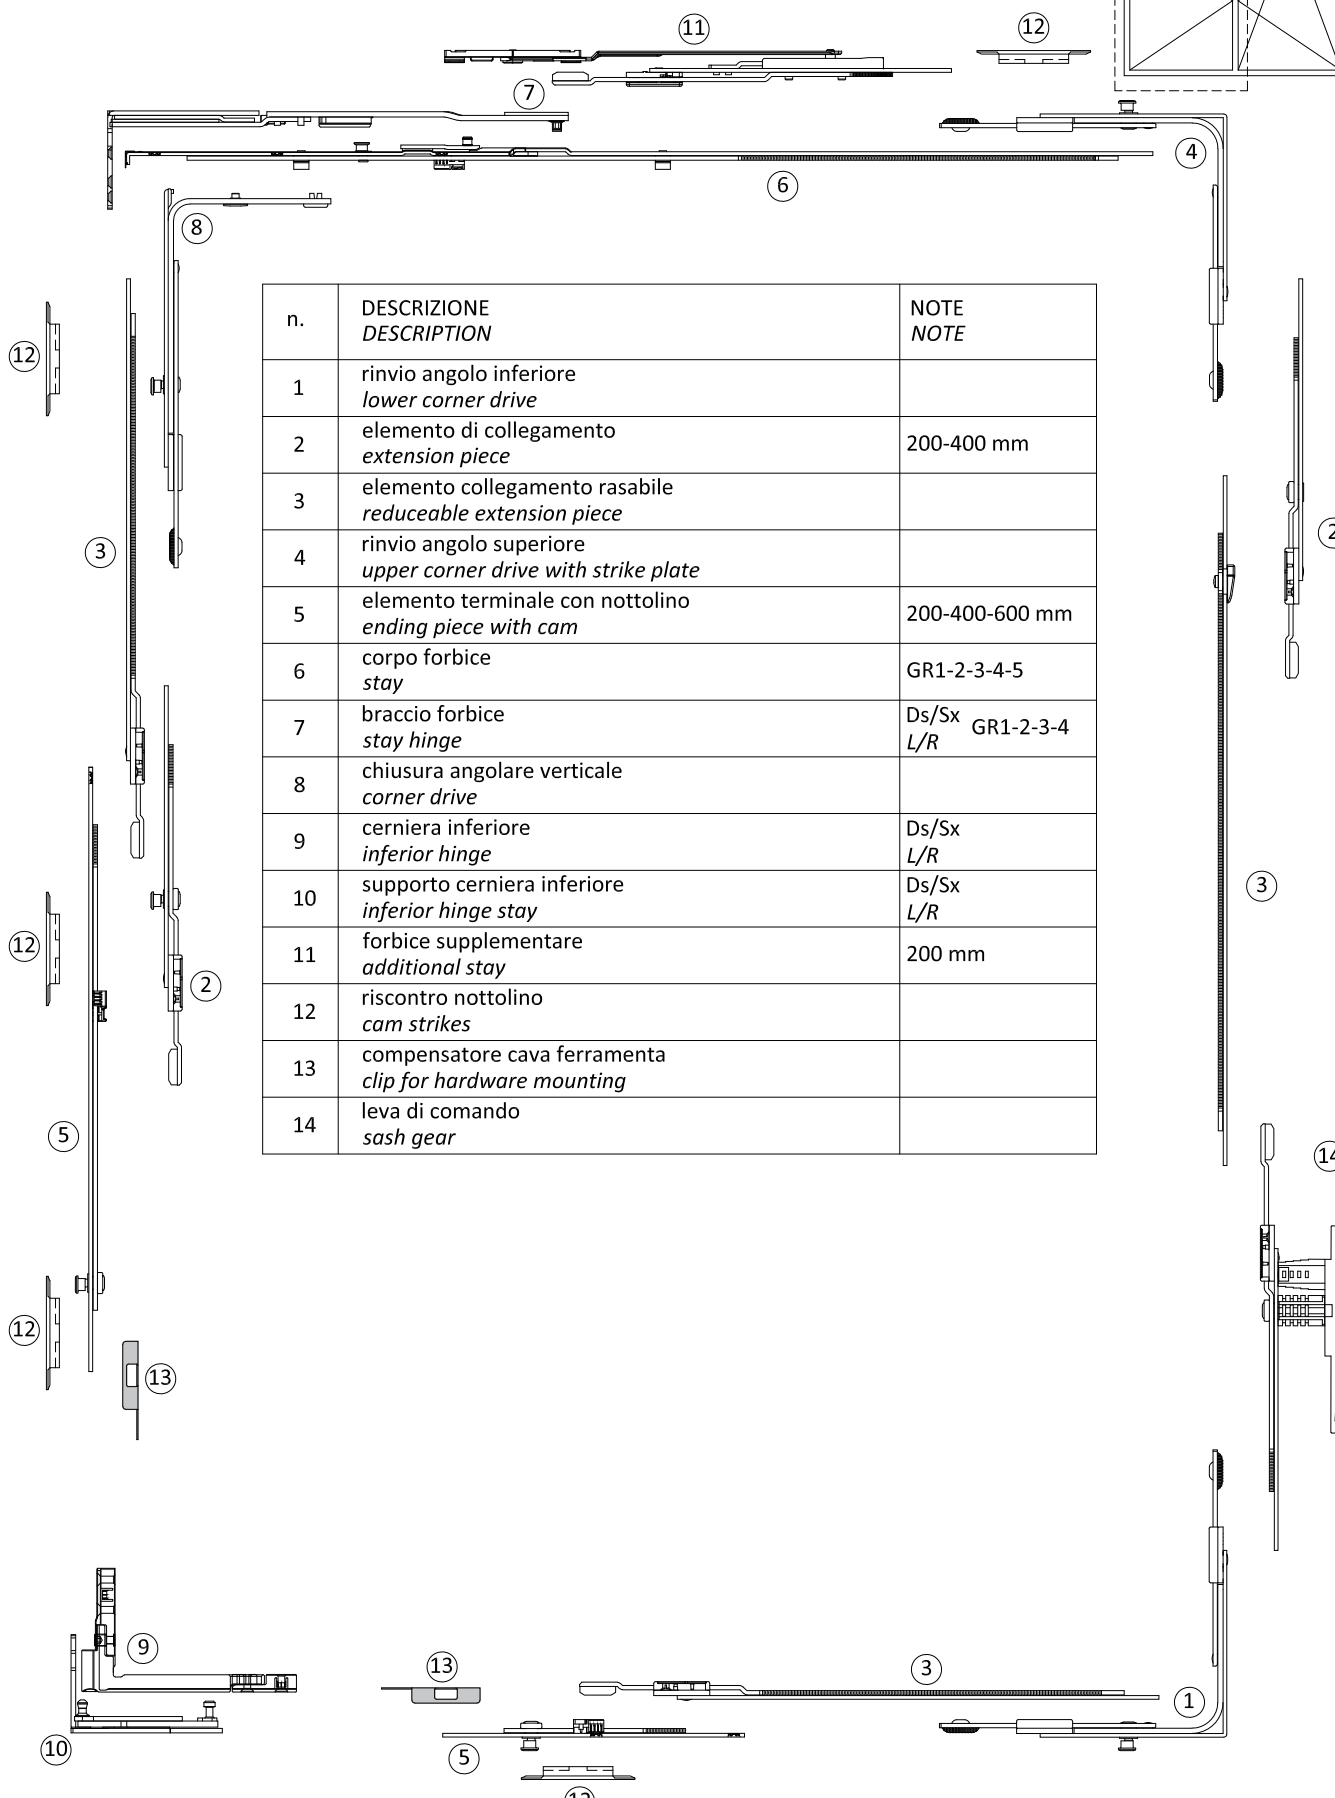 11
12
7
4
6
8
n. DESCRIZIONE NOTE
DESCRIPTION NOTE
1 rinvio angolo inferiore
lower corner drive
2 elemento di collegamento 200-400 mm
extension piece
3 elemento collegamento rasabile
reduceable extension piece
4 rinvio angolo superiore
upper corner drive with strike plate
5 elemento terminale con nottolino 200-400-600 mm
ending piece with cam
6 corpo forbice GR1-2-3-4-5
stay
7 braccio forbice Ds/Sx GR1-2-3-4
stay hinge L/R
8 chiusura angolare verticale
corner drive
9 cerniera inferiore Ds/Sx
inferior hinge L/R
10 supporto cerniera inferiore Ds/Sx
inferior hinge stay L/R
11 forbice supplementare 200 mm
additional stay
12 riscontro nottolino
cam strikes
13 compensatore cava ferramenta
clip for hardware mounting
14 leva di comando
sash gear
12
2
3
3
12
2
5
14
12
13
9
13
3
1
10
5
12